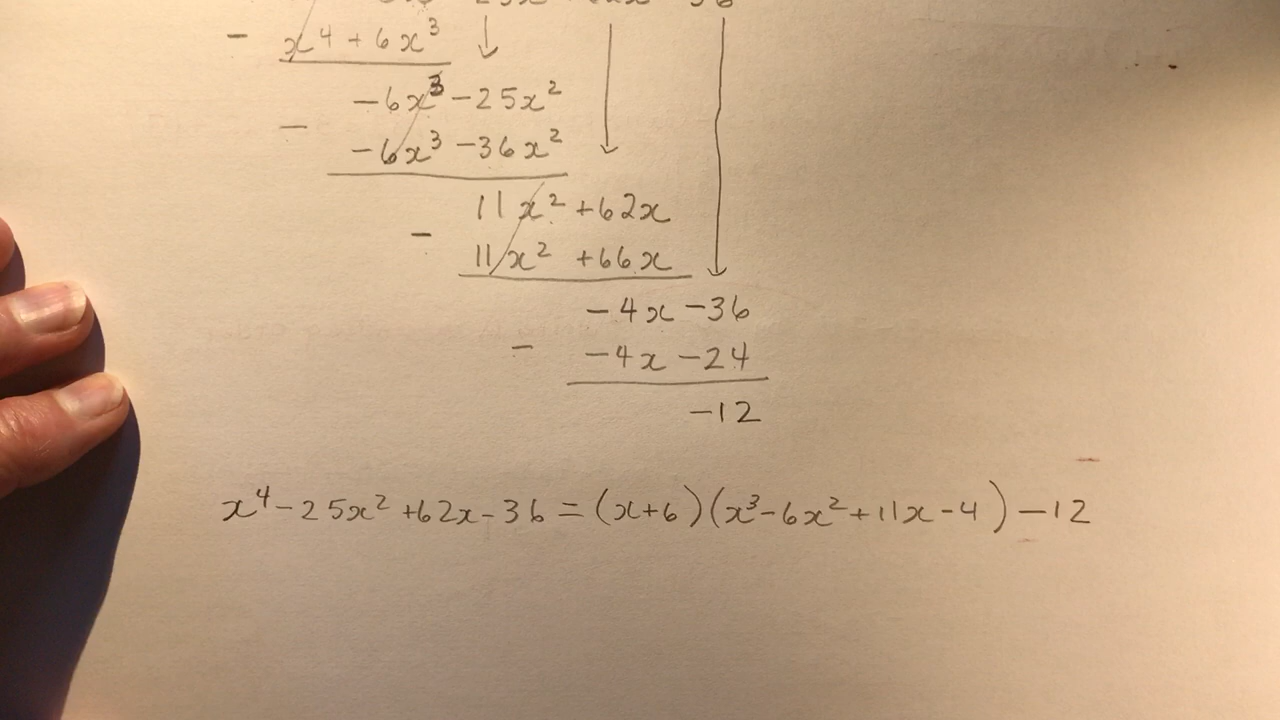 - x⁴ + 6x³
-6x³ -25x²
- -6x³ -36x²
11x² +62x
- 11x² +66x
-4x -36
- -4x -24
-12
x⁴-25x²+62x-36 = (x+6)(x³-6x²+11x-4) -12